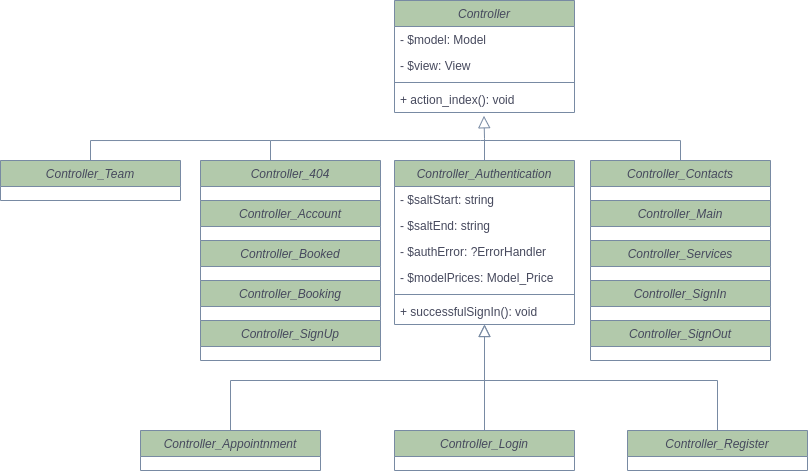 Controller
- $model: Model
- $view: View
+ action_index(): void
Controller_Team
Controller_404
Controller_Authentication
Controller_Contacts
Controller_Account
Controller_Booked
Controller_Booking
Controller_SignUp
- $saltStart: string
- $saltEnd: string
- $authError: ?ErrorHandler
- $modelPrices: Model_Price
+ successfulSignIn(): void
Controller_Main
Controller_Services
Controller_SignIn
Controller_SignOut
Controller_Appointnment
Controller_Login
Controller_Register